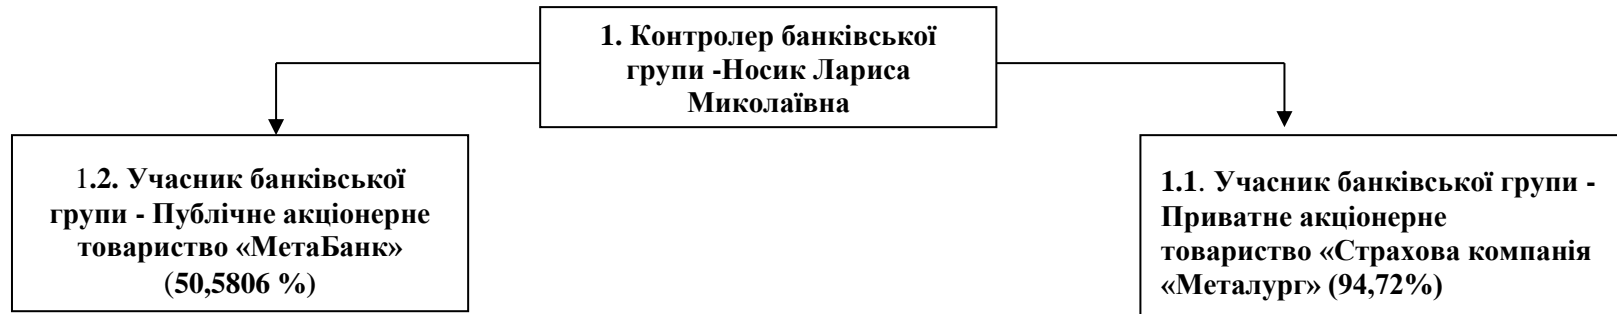 1. Контролер банківської
групи -Носик Лариса
Миколаївна
1.2. Учасник банківської
групи - Публічне акціонерне
товариство «МетаБанк»
(50,5806 %)
1.1. Учасник банківської групи -
Приватне акціонерне
товариство «Страхова компанія
«Металург» (94,72%)